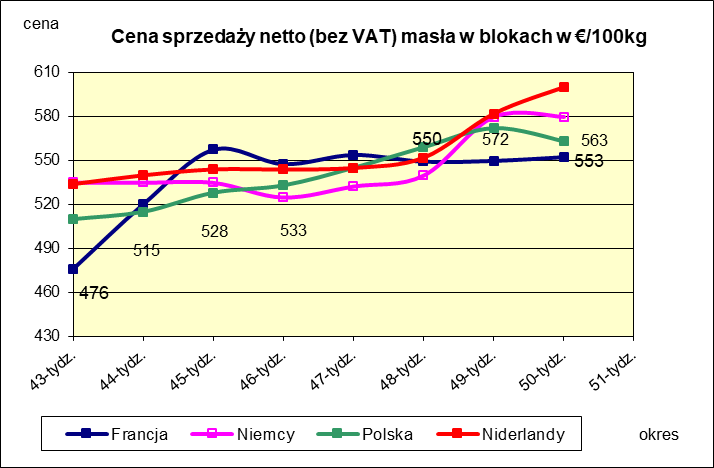 cena
Cena sprzedaży netto (bez VAT) masła w blokach w €/100kg
610
580
550
520
490
460
430
476
515
528
533
550
572
563
553
43-tydz.
44-tydz.
45-tydz.
46-tydz.
47-tydz.
48-tydz.
49-tydz.
50-tydz.
51-tydz.
Francja Niemcy Polska Niderlandy
okres